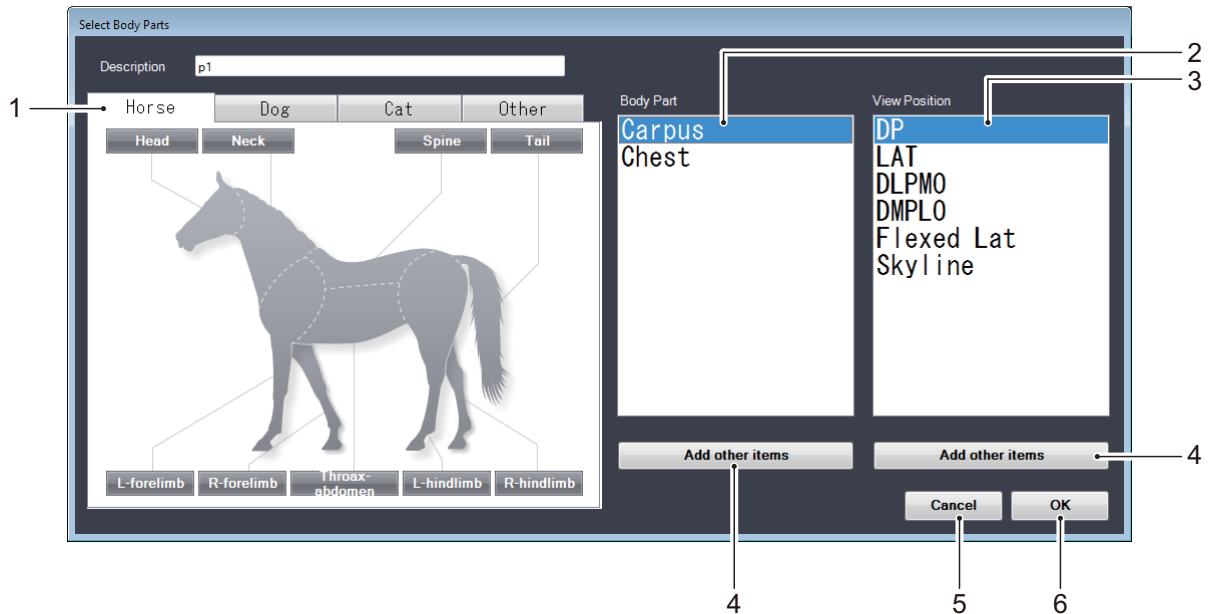 Select Body Parts
Description p1
1
Horse Dog Cat Other
Head Neck Spine Tail
L-forelimb R-forelimb Throax-abdomen L-hindlimb R-hindlimb
Body Part
Carpus
Chest
Add other items
View Position
DP
LAT
DLPMO
DMPLO
Flexed Lat
Skyline
Add other items
Cancel OK
2
3
4
4
5
6